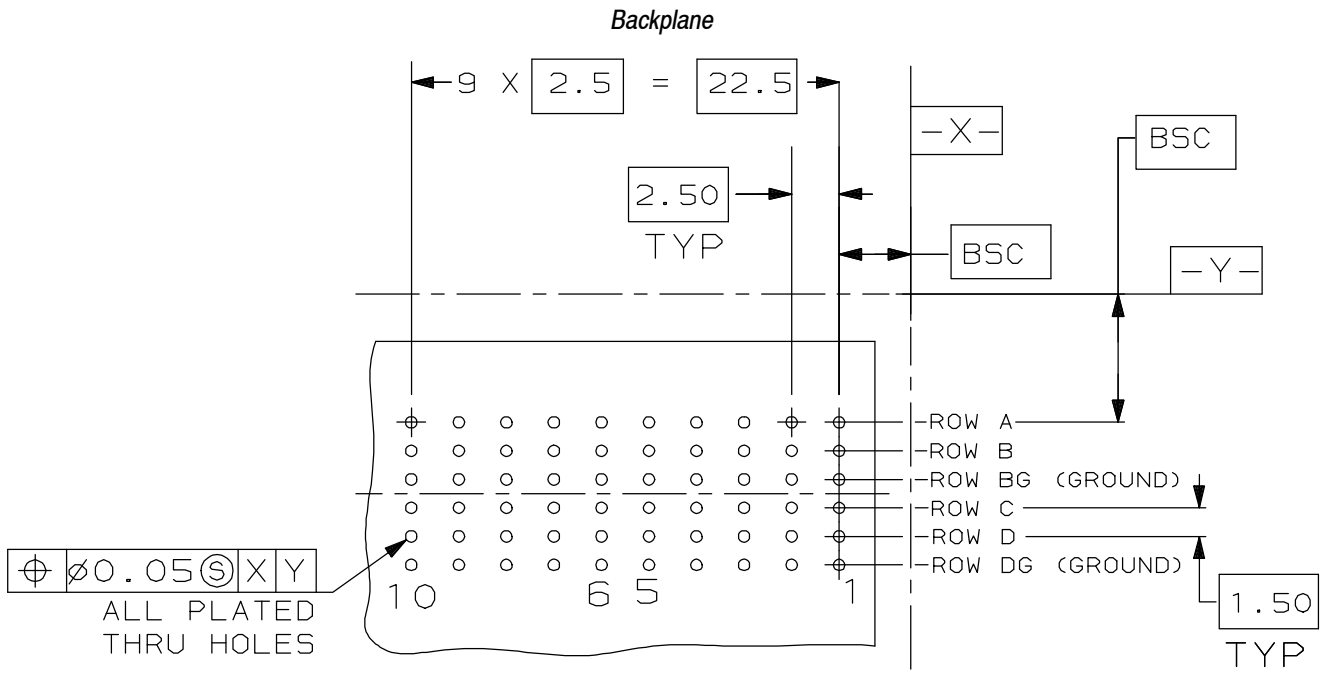 Backplane
9 X 2.5 = 22.5
-X-
BSC
2.50
TYP
BSC
-Y-
ROW A
ROW B
ROW BG (GROUND)
ROW C
ROW D
ROW DG (GROUND)
⌖ ⌀0.05Ⓢ X Y
ALL PLATED
THRU HOLES
10 6 5 1
1.50
TYP